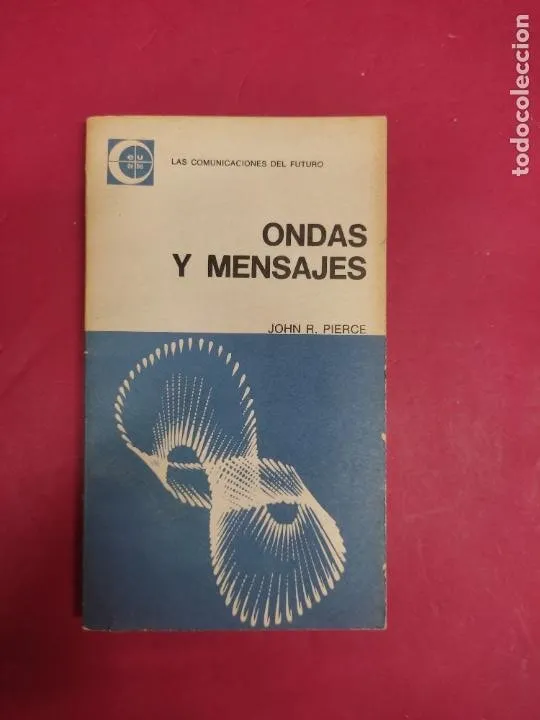 LAS COMUNICACIONES DEL FUTURO
ONDAS
Y MENSAJES
JOHN R. PIERCE
todocoleccion